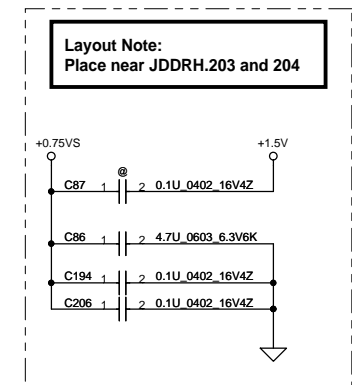 Layout Note:
Place near JDDRH.203 and 204
+0.75VS +1.5V
@
C87 1 2 0.1U_0402_16V4Z
C86 1 2 4.7U_0603_6.3V6K
C194 1 2 0.1U_0402_16V4Z
C206 1 2 0.1U_0402_16V4Z